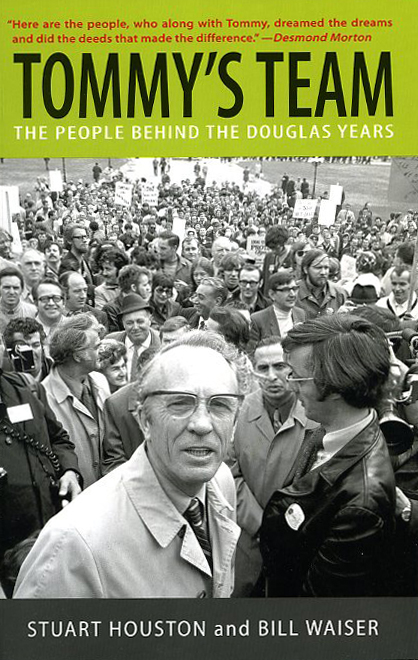 "Here are the people, who along with Tommy, dreamed the dreams
and did the deeds that made the difference." —Desmond Morton
TOMMY'S TEAM
THE PEOPLE BEHIND THE DOUGLAS YEARS
STUART HOUSTON and BILL WAISER